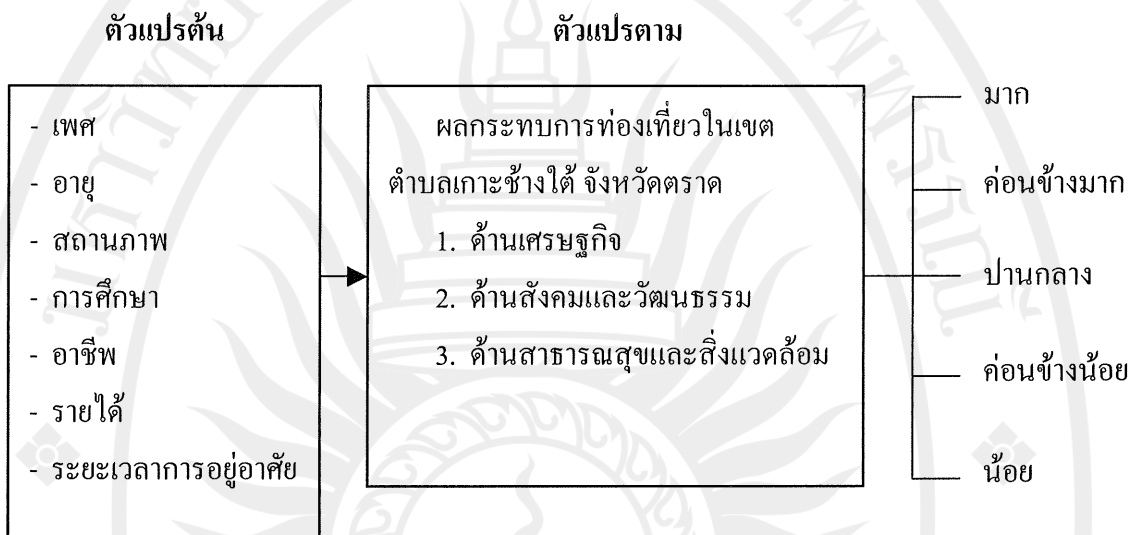 ตัวแปรต้น
ตัวแปรตาม
- เพศ
- อายุ
- สถานภาพ
- การศึกษา
- อาชีพ
- รายได้
- ระยะเวลาการอยู่อาศัย
ผลกระทบการท่องเที่ยวในเขต
ตำบลเกาะช้างใต้ จังหวัดตราด
1. ด้านเศรษฐกิจ
2. ด้านสังคมและวัฒนธรรม
3. ด้านสาธารณสุขและสิ่งแวดล้อม
มาก
ค่อนข้างมาก
ปานกลาง
ค่อนข้างน้อย
น้อย